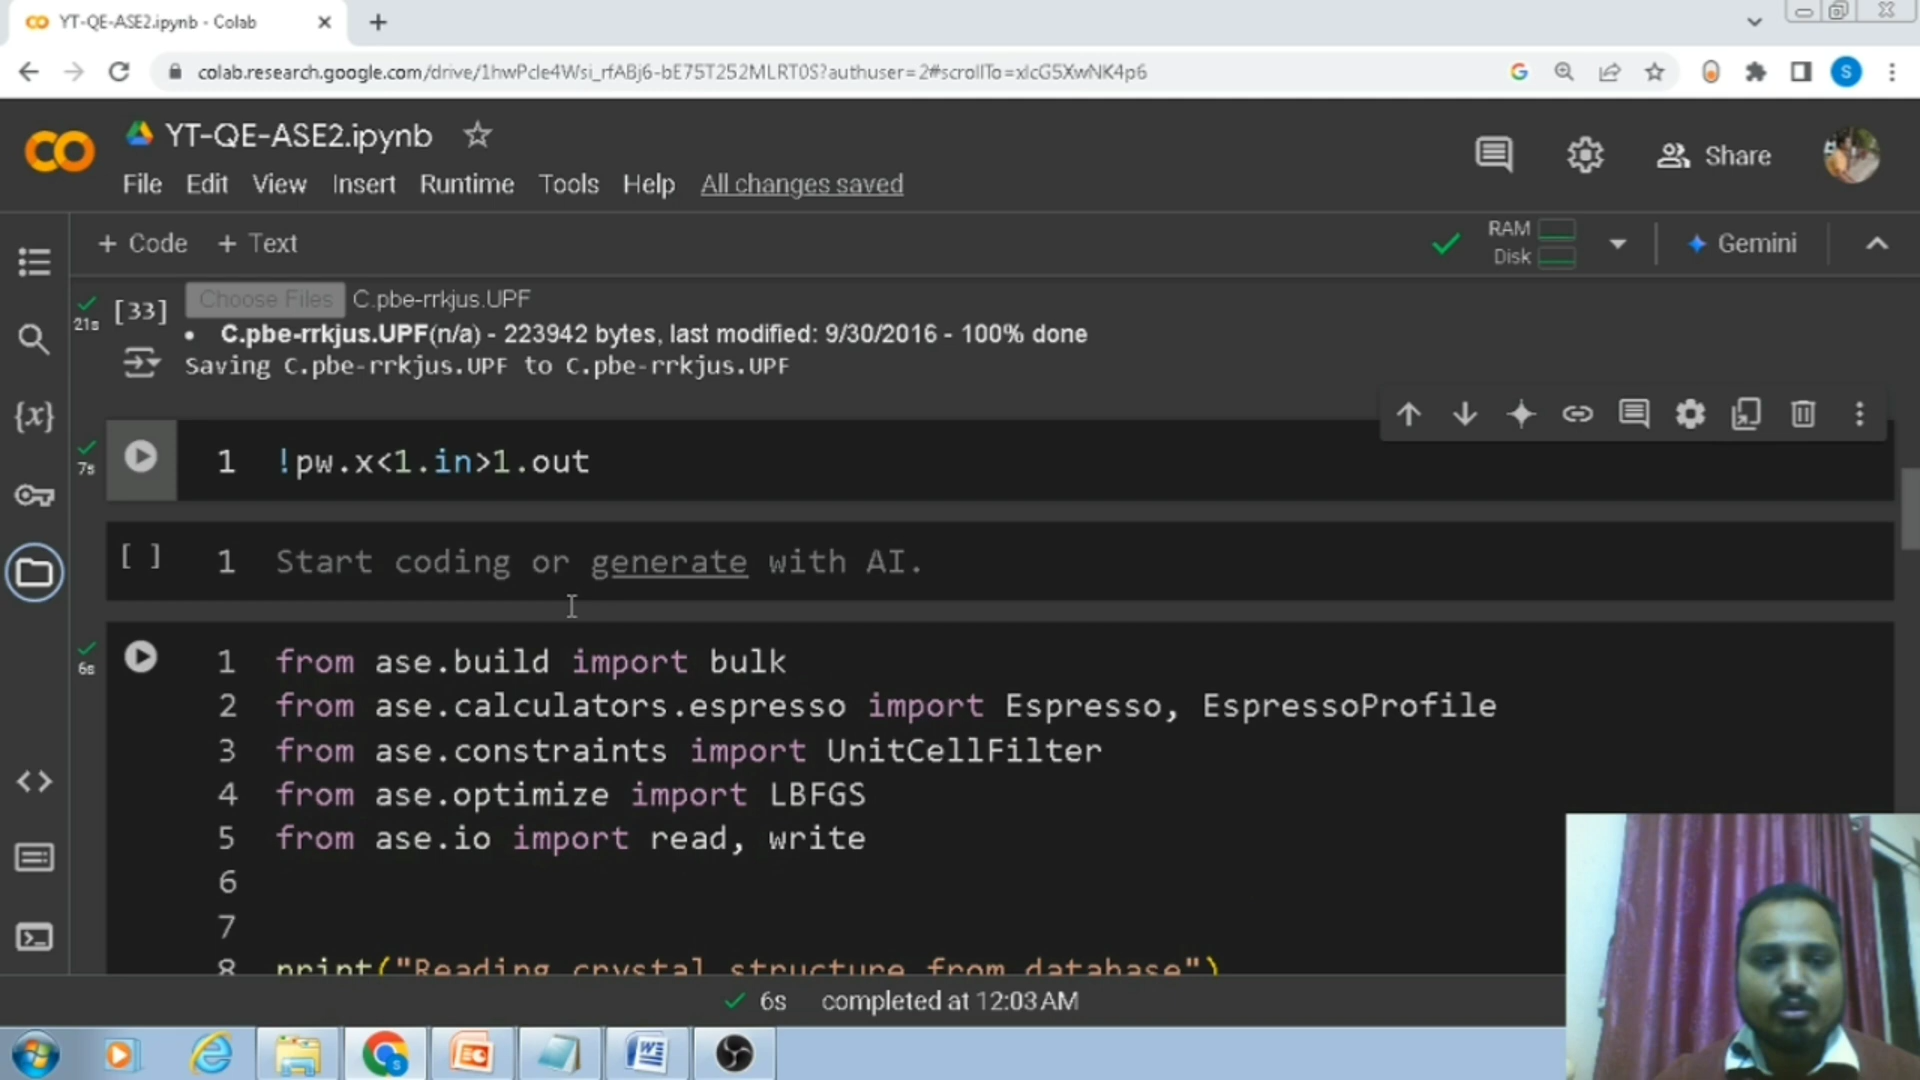 YT-QE-ASE2.ipynb - Colab
colab.research.google.com/drive/1hwPcIe4Wsi_rfABj6-bE75T252MLRT0S?authuser=2#scrollTo=xIcG5XwNK4p6
S
YT-QE-ASE2.ipynb
File Edit View Insert Runtime Tools Help All changes saved
Share
+ Code + Text
RAM
Disk
Gemini
21s
[33]
Choose Files C.pbe-rrkjus.UPF
• C.pbe-rrkjus.UPF(n/a) - 223942 bytes, last modified: 9/30/2016 - 100% done
Saving C.pbe-rrkjus.UPF to C.pbe-rrkjus.UPF
7s
1 !pw.x<1.in>1.out
[ ] 1 Start coding or generate with AI.
6s
1 from ase.build import bulk
2 from ase.calculators.espresso import Espresso, EspressoProfile
3 from ase.constraints import UnitCellFilter
4 from ase.optimize import LBFGS
5 from ase.io import read, write
6
7
8 print("Reading crystal structure from database")
6s completed at 12:03 AM